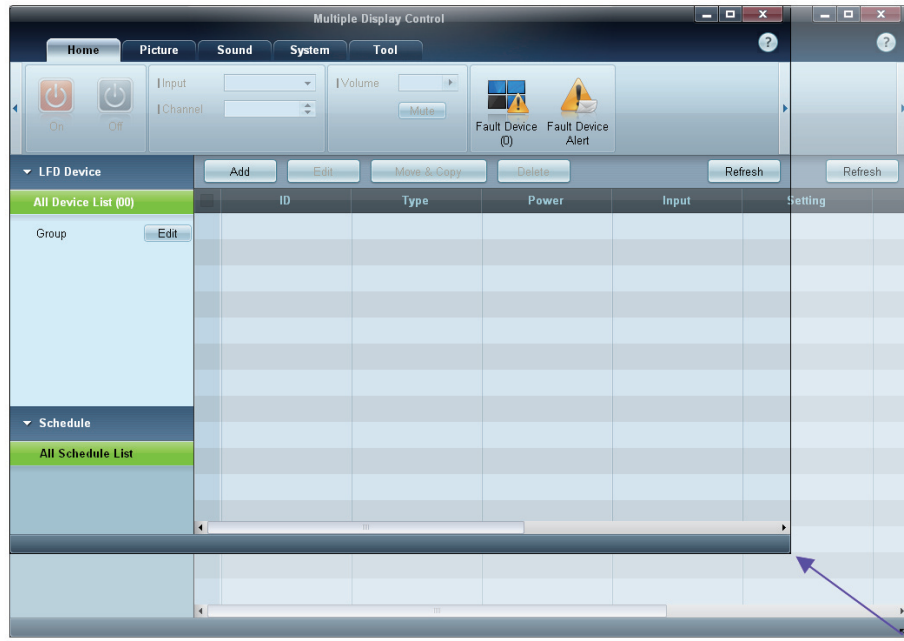 Multiple Display Control
Home Picture Sound System Tool ? ?
Input Volume
Channel Mute
On Off Fault Device (0) Fault Device Alert
LFD Device Add Edit Move & Copy Delete Refresh Refresh
All Device List (00) ID Type Power Input Setting
Group Edit
Schedule
All Schedule List